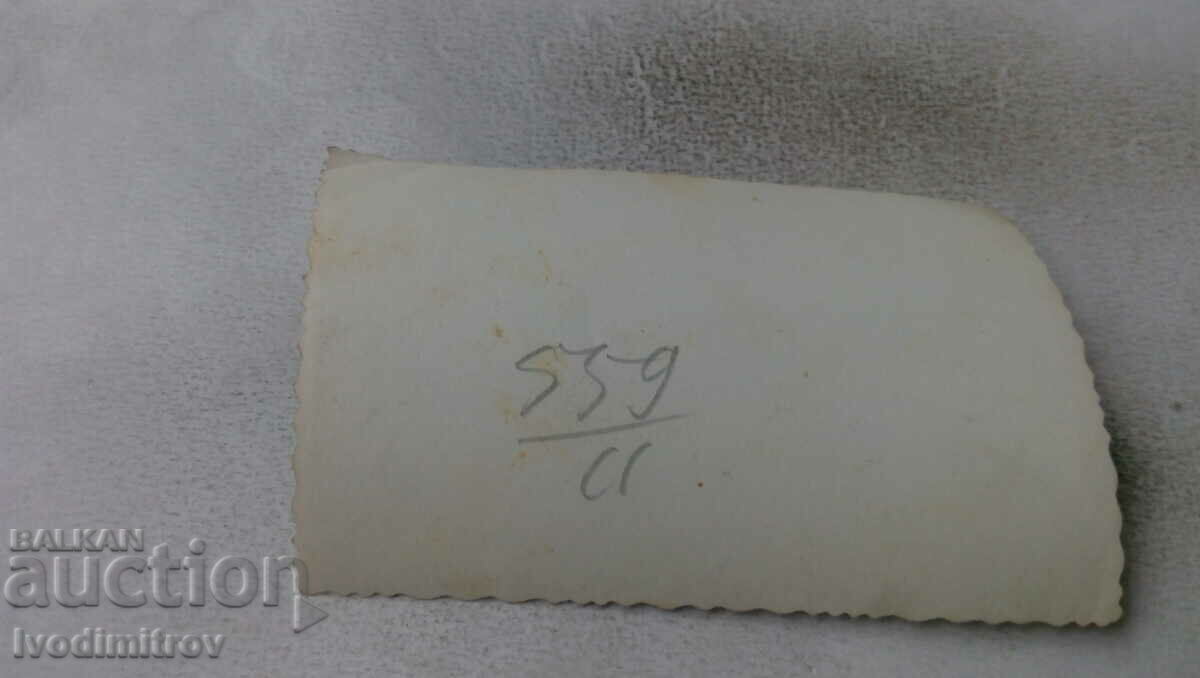 559
11
BALKAN
auction
Ivodimitrov